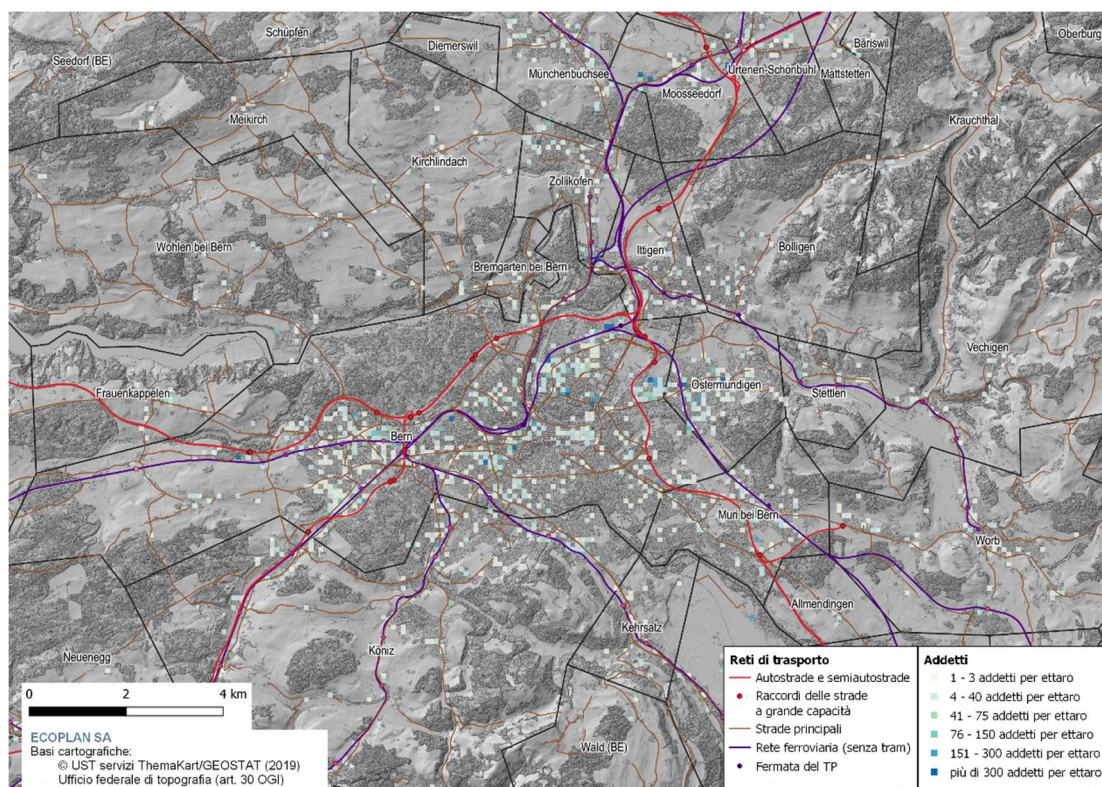 Schüpfen
Seedorf (BE)
Diemerswil
Bäriswil
Oberburg
Münchenbuchsee
Urtenen-Schönbühl
Mattstetten
Moosseedorf
Meikirch
Krauchthal
Kirchlindach
Zollikofen
Wohlen bei Bern
Ittigen
Bolligen
Bremgarten bei Bern
Vechigen
Frauenkappelen
Ostermundigen
Stettlen
Bern
Muri bei Bern
Worb
Allmendingen
Kehrsatz
Neuenegg
Köniz
Wald (BE)
0 2 4 km
ECOPLAN SA
Basi cartografiche:
© UST servizi ThemaKart/GEOSTAT (2019)
Ufficio federale di topografia (art. 30 OGI)
Reti di trasporto
Autostrade e semiautostrade
Raccordi delle strade
a grande capacità
Strade principali
Rete ferroviaria (senza tram)
Fermata del TP
Addetti
1 - 3 addetti per ettaro
4 - 40 addetti per ettaro
41 - 75 addetti per ettaro
76 - 150 addetti per ettaro
151 - 300 addetti per ettaro
più di 300 addetti per ettaro